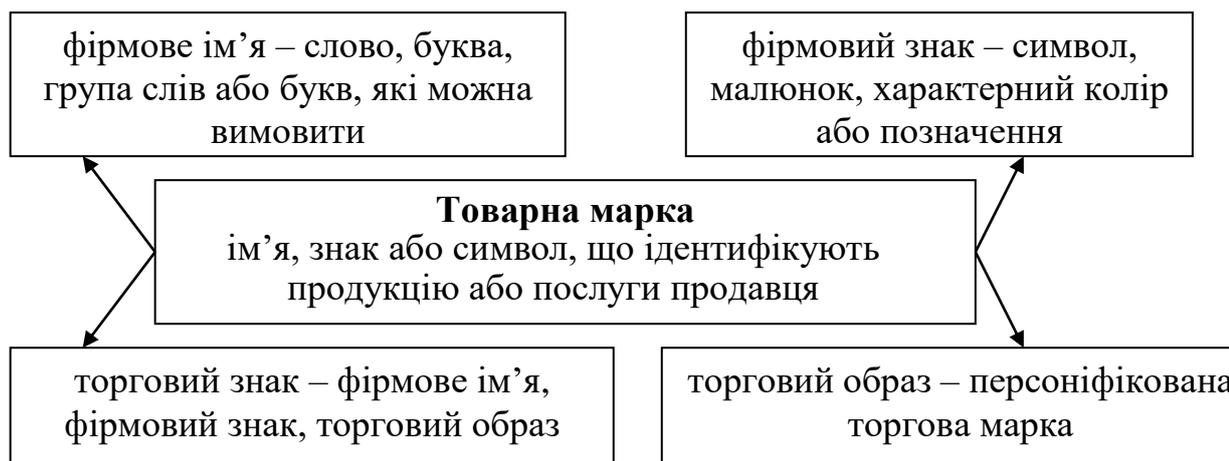 фірмове ім’я – слово, буква,
група слів або букв, які можна
вимовити
фірмовий знак – символ,
малюнок, характерний колір
або позначення
Товарна марка
ім’я, знак або символ, що ідентифікують
продукцію або послуги продавця
торговий знак – фірмове ім’я,
фірмовий знак, торговий образ
торговий образ – персоніфікована
торгова марка